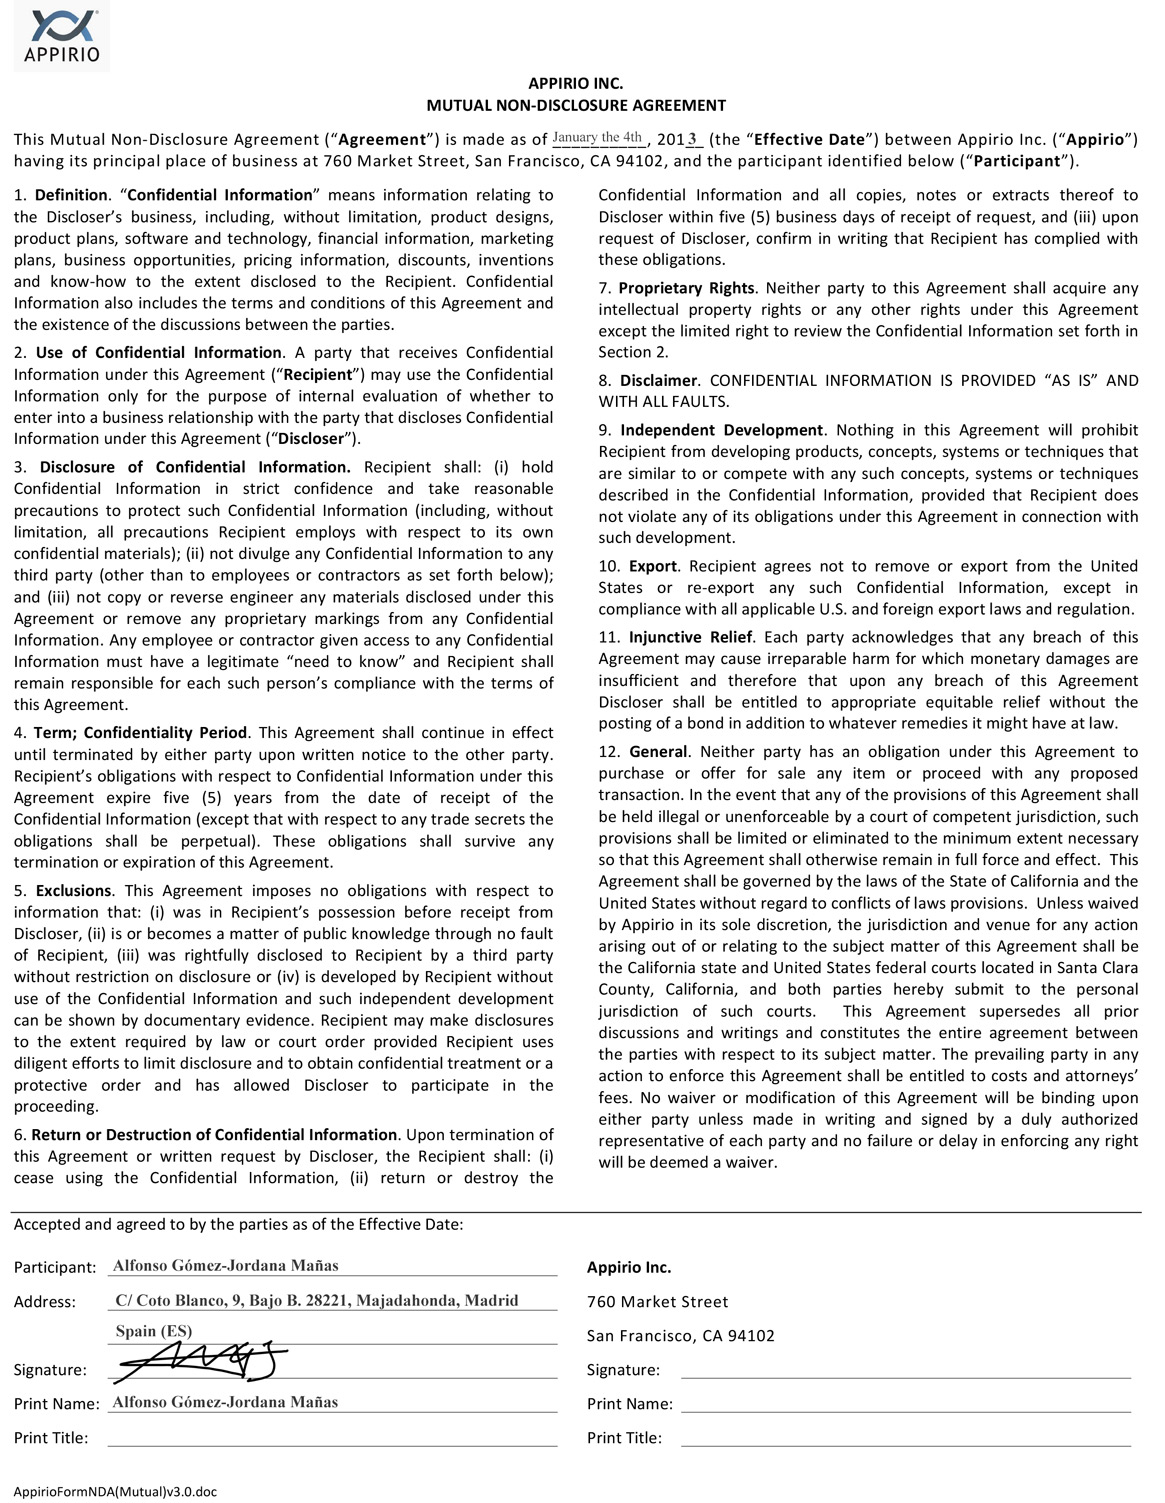 APPIRIO
APPIRIO INC.
MUTUAL NON-DISCLOSURE AGREEMENT
This Mutual Non-Disclosure Agreement (“Agreement”) is made as of January the 4th, 2013 (the “Effective Date”) between Appirio Inc. (“Appirio”)
having its principal place of business at 760 Market Street, San Francisco, CA 94102, and the participant identified below (“Participant”).
1. Definition. “Confidential Information” means information relating to
the Discloser’s business, including, without limitation, product designs,
product plans, software and technology, financial information, marketing
plans, business opportunities, pricing information, discounts, inventions
and know-how to the extent disclosed to the Recipient. Confidential
Information also includes the terms and conditions of this Agreement and
the existence of the discussions between the parties.
2. Use of Confidential Information. A party that receives Confidential
Information under this Agreement (“Recipient”) may use the Confidential
Information only for the purpose of internal evaluation of whether to
enter into a business relationship with the party that discloses Confidential
Information under this Agreement (“Discloser”).
3. Disclosure of Confidential Information. Recipient shall: (i) hold
Confidential Information in strict confidence and take reasonable
precautions to protect such Confidential Information (including, without
limitation, all precautions Recipient employs with respect to its own
confidential materials); (ii) not divulge any Confidential Information to any
third party (other than to employees or contractors as set forth below);
and (iii) not copy or reverse engineer any materials disclosed under this
Agreement or remove any proprietary markings from any Confidential
Information. Any employee or contractor given access to any Confidential
Information must have a legitimate “need to know” and Recipient shall
remain responsible for each such person’s compliance with the terms of
this Agreement.
4. Term; Confidentiality Period. This Agreement shall continue in effect
until terminated by either party upon written notice to the other party.
Recipient’s obligations with respect to Confidential Information under this
Agreement expire five (5) years from the date of receipt of the
Confidential Information (except that with respect to any trade secrets the
obligations shall be perpetual). These obligations shall survive any
termination or expiration of this Agreement.
5. Exclusions. This Agreement imposes no obligations with respect to
information that: (i) was in Recipient’s possession before receipt from
Discloser, (ii) is or becomes a matter of public knowledge through no fault
of Recipient, (iii) was rightfully disclosed to Recipient by a third party
without restriction on disclosure or (iv) is developed by Recipient without
use of the Confidential Information and such independent development
can be shown by documentary evidence. Recipient may make disclosures
to the extent required by law or court order provided Recipient uses
diligent efforts to limit disclosure and to obtain confidential treatment or a
protective order and has allowed Discloser to participate in the
proceeding.
6. Return or Destruction of Confidential Information. Upon termination of
this Agreement or written request by Discloser, the Recipient shall: (i)
cease using the Confidential Information, (ii) return or destroy the
Confidential Information and all copies, notes or extracts thereof to
Discloser within five (5) business days of receipt of request, and (iii) upon
request of Discloser, confirm in writing that Recipient has complied with
these obligations.
7. Proprietary Rights. Neither party to this Agreement shall acquire any
intellectual property rights or any other rights under this Agreement
except the limited right to review the Confidential Information set forth in
Section 2.
8. Disclaimer. CONFIDENTIAL INFORMATION IS PROVIDED “AS IS” AND
WITH ALL FAULTS.
9. Independent Development. Nothing in this Agreement will prohibit
Recipient from developing products, concepts, systems or techniques that
are similar to or compete with any such concepts, systems or techniques
described in the Confidential Information, provided that Recipient does
not violate any of its obligations under this Agreement in connection with
such development.
10. Export. Recipient agrees not to remove or export from the United
States or re-export any such Confidential Information, except in
compliance with all applicable U.S. and foreign export laws and regulation.
11. Injunctive Relief. Each party acknowledges that any breach of this
Agreement may cause irreparable harm for which monetary damages are
insufficient and therefore that upon any breach of this Agreement
Discloser shall be entitled to appropriate equitable relief without the
posting of a bond in addition to whatever remedies it might have at law.
12. General. Neither party has an obligation under this Agreement to
purchase or offer for sale any item or proceed with any proposed
transaction. In the event that any of the provisions of this Agreement shall
be held illegal or unenforceable by a court of competent jurisdiction, such
provisions shall be limited or eliminated to the minimum extent necessary
so that this Agreement shall otherwise remain in full force and effect. This
Agreement shall be governed by the laws of the State of California and the
United States without regard to conflicts of laws provisions. Unless waived
by Appirio in its sole discretion, the jurisdiction and venue for any action
arising out of or relating to the subject matter of this Agreement shall be
the California state and United States federal courts located in Santa Clara
County, California, and both parties hereby submit to the personal
jurisdiction of such courts. This Agreement supersedes all prior
discussions and writings and constitutes the entire agreement between
the parties with respect to its subject matter. The prevailing party in any
action to enforce this Agreement shall be entitled to costs and attorneys’
fees. No waiver or modification of this Agreement will be binding upon
either party unless made in writing and signed by a duly authorized
representative of each party and no failure or delay in enforcing any right
will be deemed a waiver.
Accepted and agreed to by the parties as of the Effective Date:
Participant: Alfonso Gómez-Jordana Mañas
Address: C/ Coto Blanco, 9, Bajo B. 28221, Majadahonda, Madrid
Spain (ES)
Signature:
Print Name: Alfonso Gómez-Jordana Mañas
Print Title:
Appirio Inc.
760 Market Street
San Francisco, CA 94102
Signature:
Print Name:
Print Title:
AppirioFormNDA(Mutual)v3.0.doc